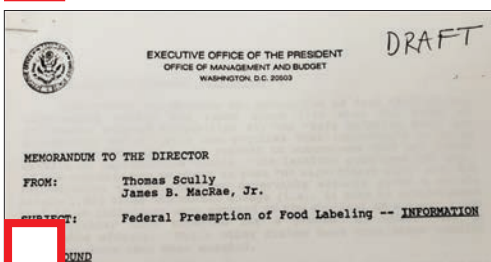 DRAFT
EXECUTIVE OFFICE OF THE PRESIDENT
OFFICE OF MANAGEMENT AND BUDGET
WASHINGTON, D.C. 20503
MEMORANDUM TO THE DIRECTOR
FROM: Thomas Scully
James B. MacRae, Jr.
Federal Preemption of Food Labeling -- INFORMATION